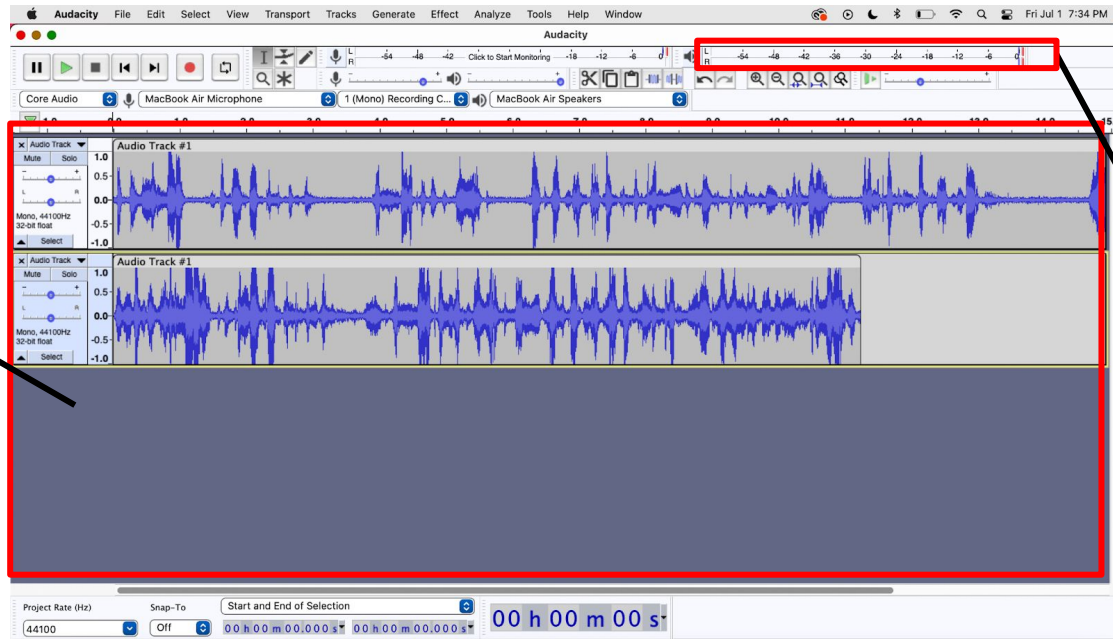 Audacity File Edit Select View Transport Tracks Generate Effect Analyze Tools Help Window Fri Jul 1 7:34 PM
Audacity
L R -54 -48 -42 Click to Start Monitoring -18 -12 -6 0 L R -54 -48 -42 -36 -30 -24 -18 -12 -6 0
- + - +
- +
Core Audio MacBook Air Microphone 1 (Mono) Recording C... MacBook Air Speakers
Audio Track Audio Track #1
Mute Solo 1.0
- + 0.5
L R 0.0
Mono, 44100Hz -0.5
32-bit float
Select -1.0
Audio Track Audio Track #1
Mute Solo 1.0
- + 0.5
L R 0.0
Mono, 44100Hz -0.5
32-bit float
Select -1.0
Project Rate (Hz) Snap-To Start and End of Selection
44100 Off 00 h 00 m 00.000 s 00 h 00 m 00.000 s 00 h 00 m 00 s